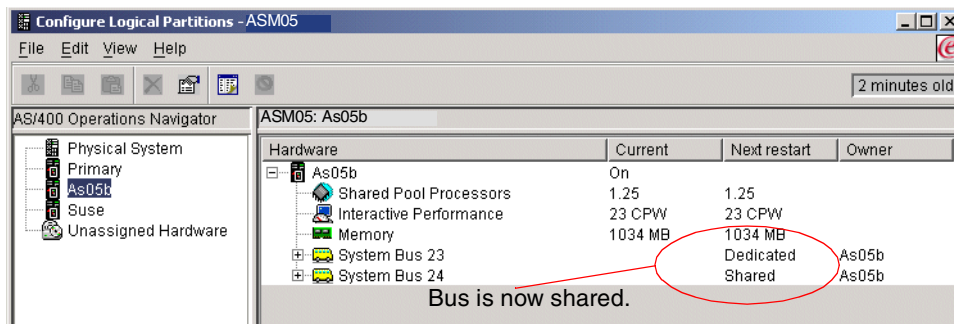 Configure Logical Partitions - ASM05
File Edit View Help
2 minutes old
AS/400 Operations Navigator
ASM05: As05b
Physical System
Primary
As05b
Suse
Unassigned Hardware
Hardware Current Next restart Owner
As05b On
Shared Pool Processors 1.25 1.25
Interactive Performance 23 CPW 23 CPW
Memory 1034 MB 1034 MB
System Bus 23 Dedicated As05b
System Bus 24 Shared As05b
Bus is now shared.